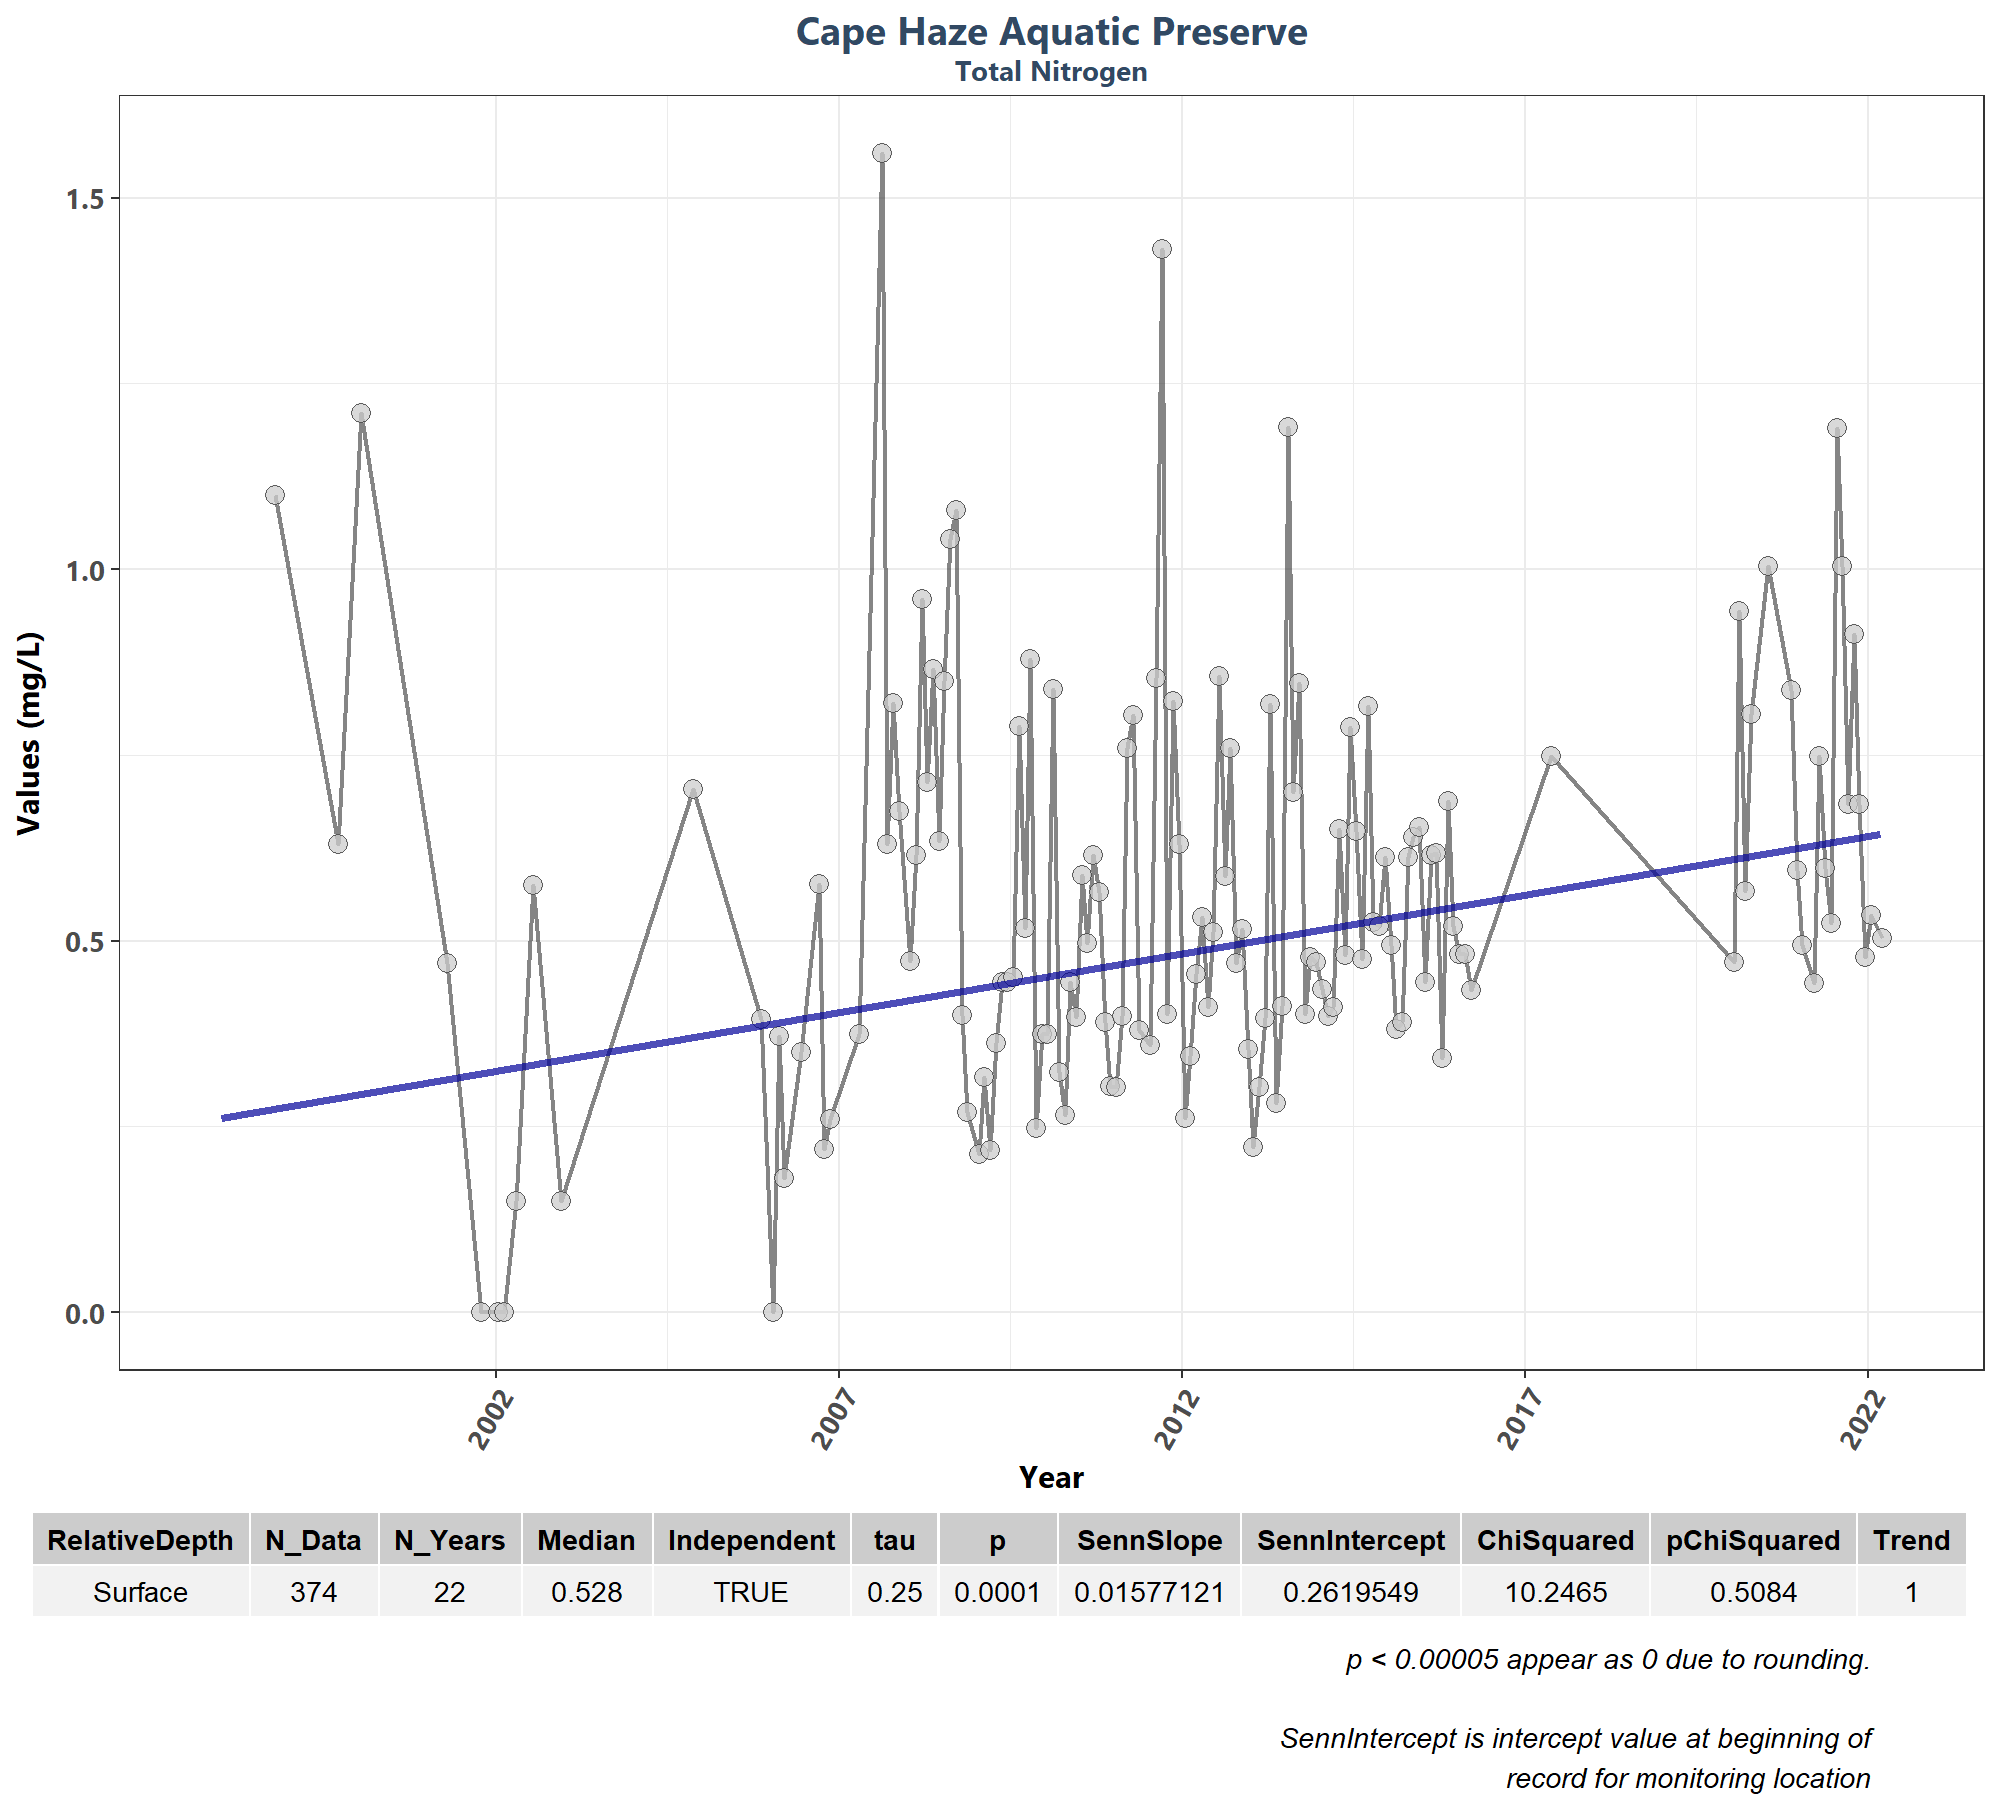 Cape Haze Aquatic Preserve
Total Nitrogen
Values (mg/L)
1.5
1.0
0.5
0.0
2002 2007 2012 2017 2022
Year
RelativeDepth N_Data N_Years Median Independent tau p SennSlope SennIntercept ChiSquared pChiSquared Trend
Surface 374 22 0.528 TRUE 0.25 0.0001 0.01577121 0.2619549 10.2465 0.5084 1
p < 0.00005 appear as 0 due to rounding.
SennIntercept is intercept value at beginning of
record for monitoring location